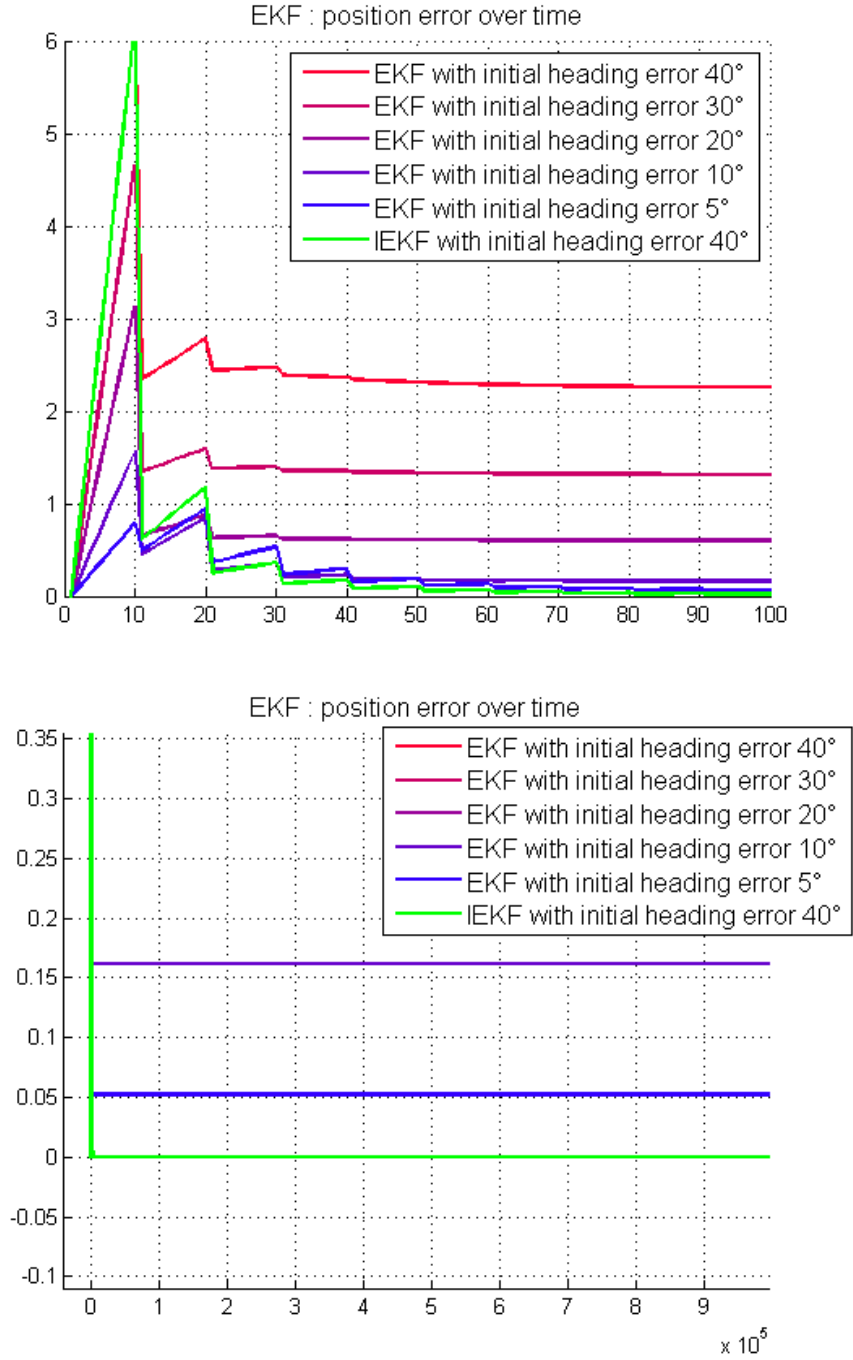 EKF : position error over time
6
5
4
3
2
1
0
EKF with initial heading error 40°
EKF with initial heading error 30°
EKF with initial heading error 20°
EKF with initial heading error 10°
EKF with initial heading error 5°
IEKF with initial heading error 40°
0 10 20 30 40 50 60 70 80 90 100
EKF : position error over time
0.35
0.3
0.25
0.2
0.15
0.1
0.05
0
-0.05
-0.1
EKF with initial heading error 40°
EKF with initial heading error 30°
EKF with initial heading error 20°
EKF with initial heading error 10°
EKF with initial heading error 5°
IEKF with initial heading error 40°
0 1 2 3 4 5 6 7 8 9
x 10^5